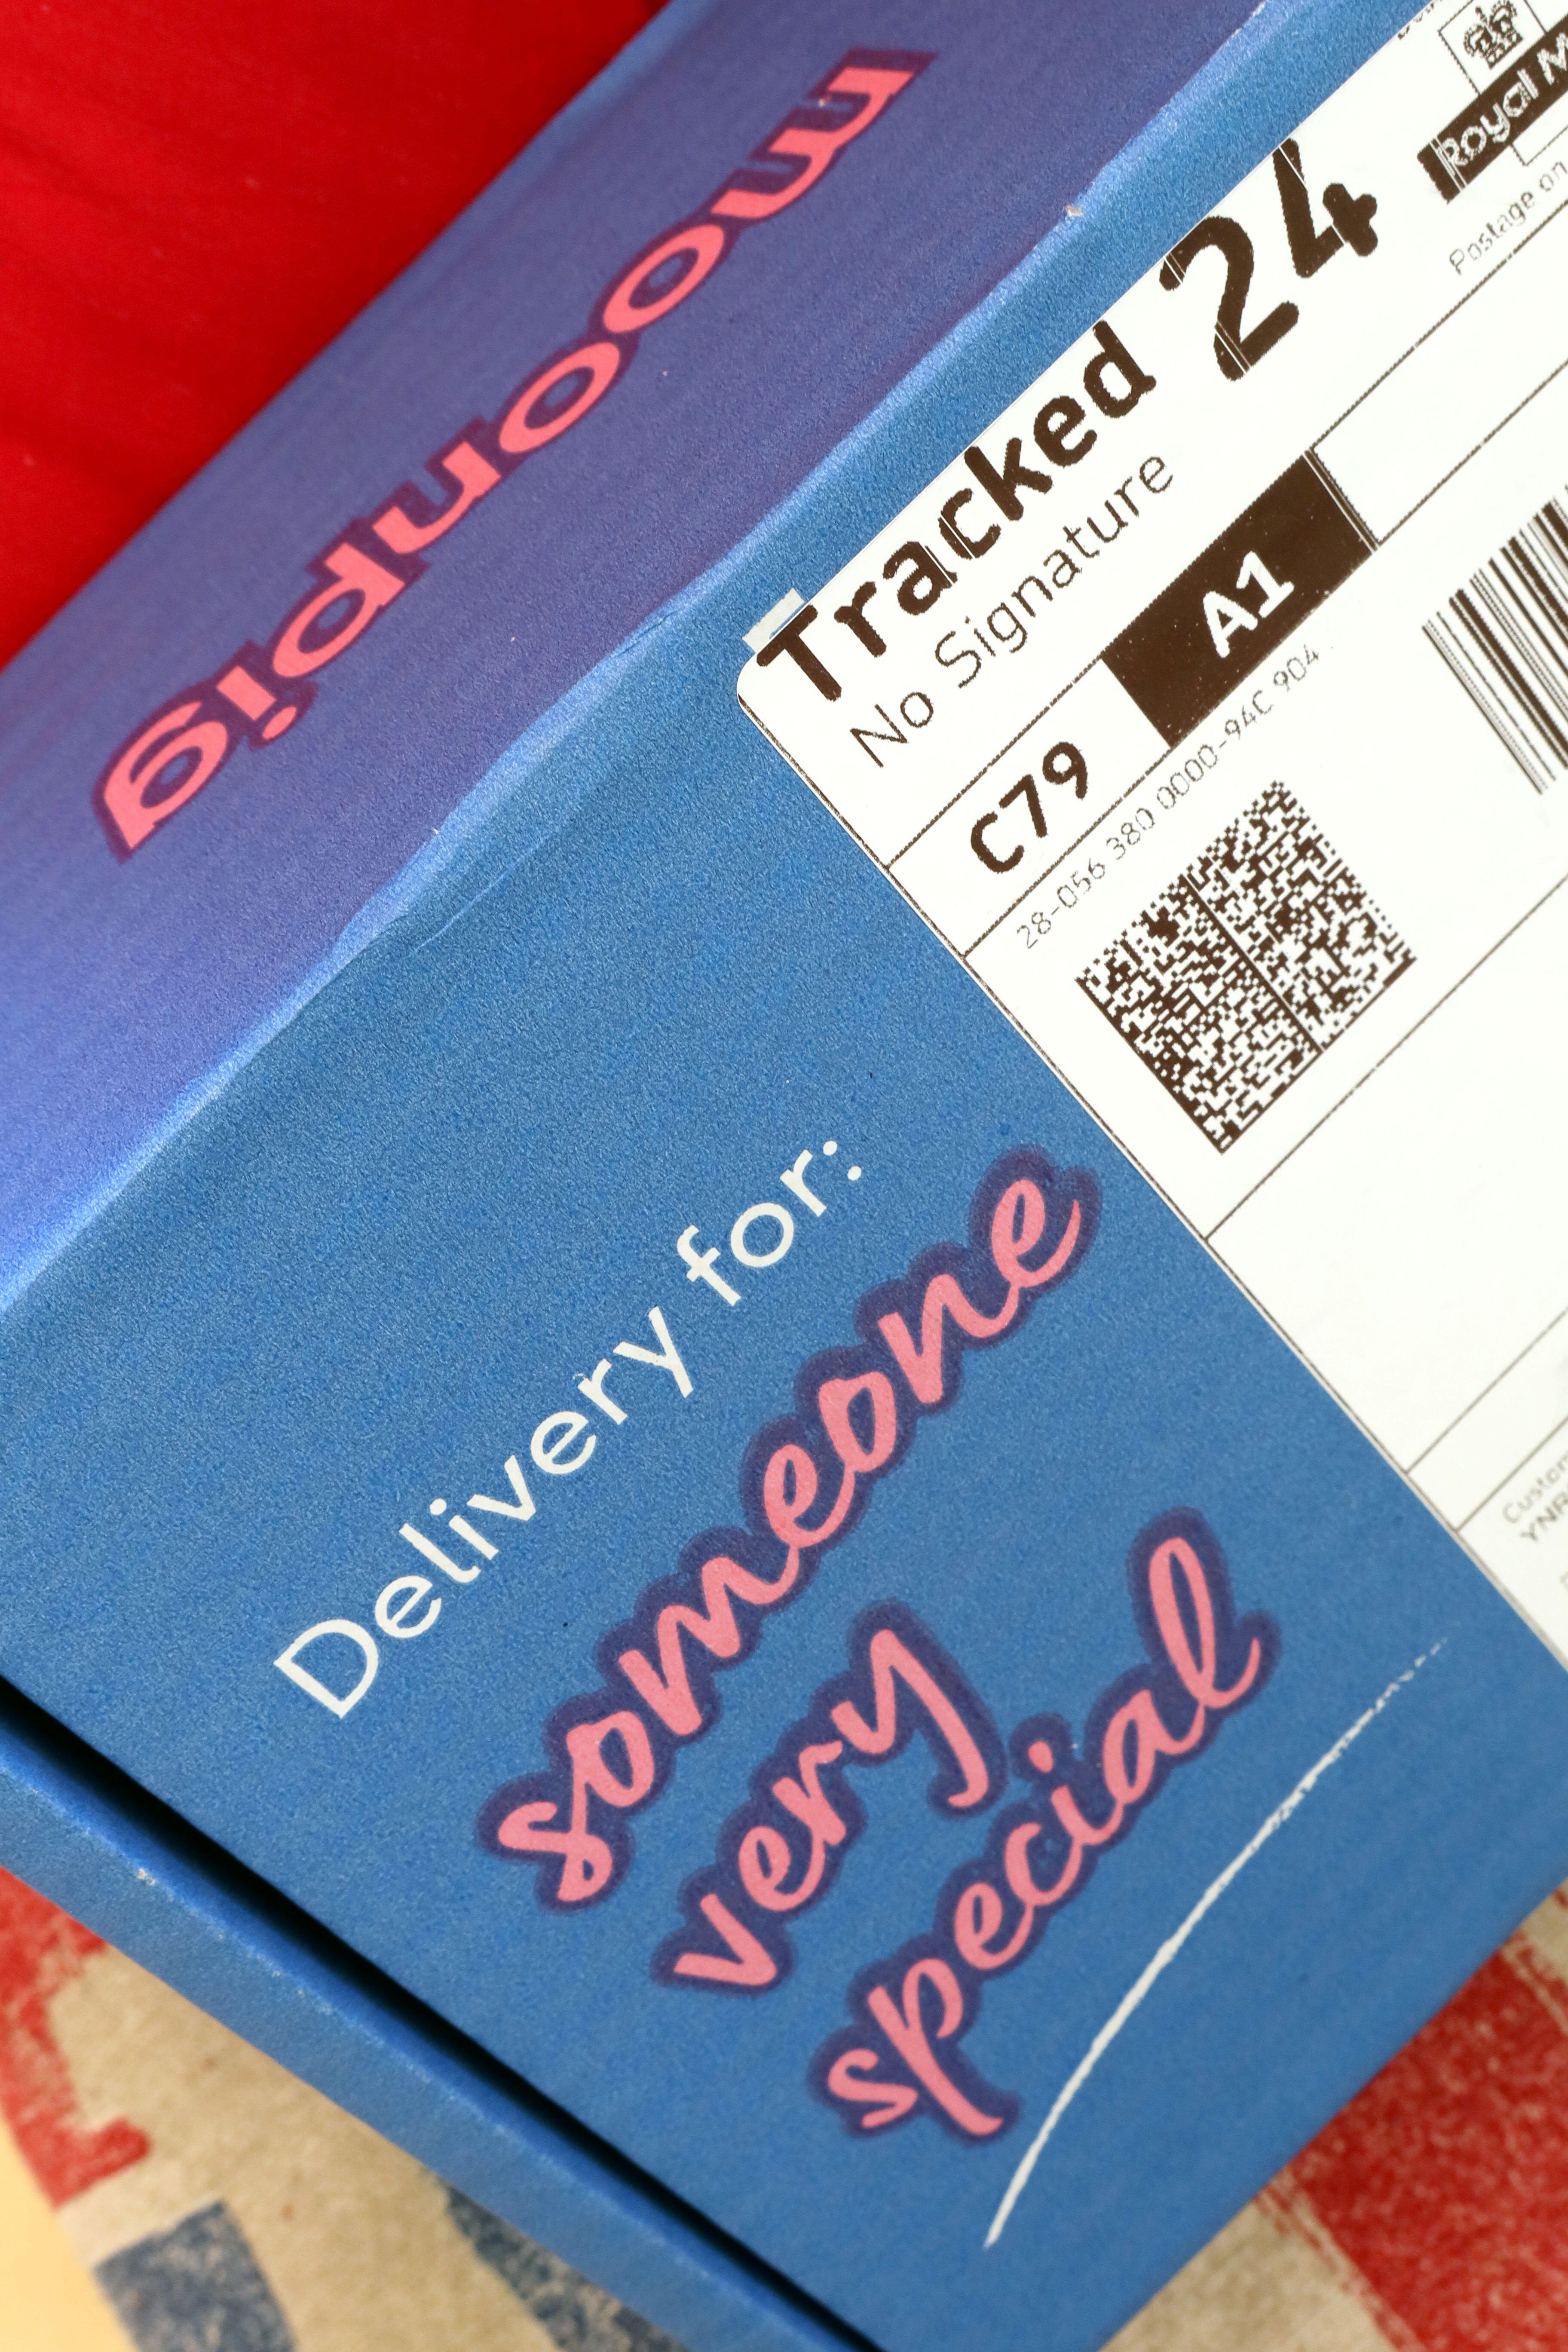 moonpig
Royal
Postage on
Tracked 24
No Signature
C79 A1
28-056 380 0000-94C 904
Delivery for:
someone
very
special